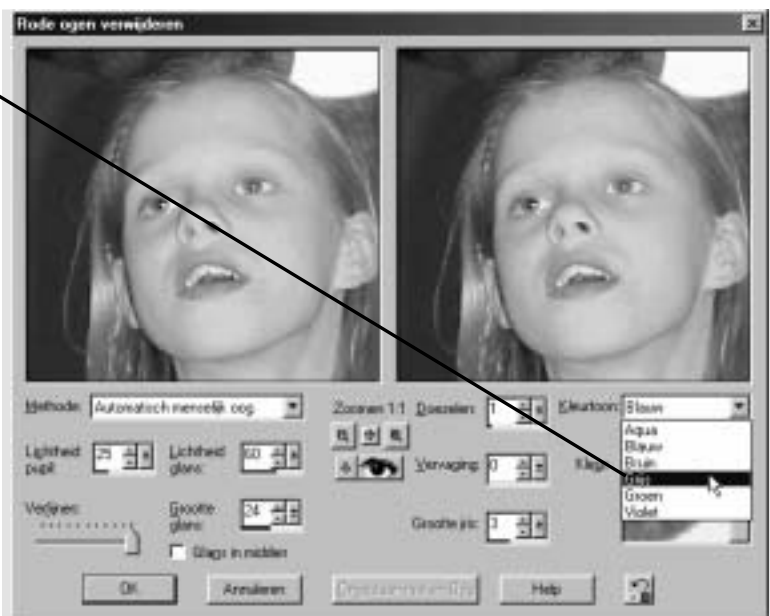 Rode ogen verwijderen
Methode: Automatisch menselijk oog
Zoomen 1:1
Doezelen: 1
Kleurtoon: Blauw
Aqua
Blauw
Bruin
Grijs
Groen
Violet
Lichtheid pupil: 25
Lichtheid glans: 60
Vervaging: 0
Verfijnen:
Grootte glans: 24
Grootte iris: 3
Glans in midden
OK
Annuleren
Help